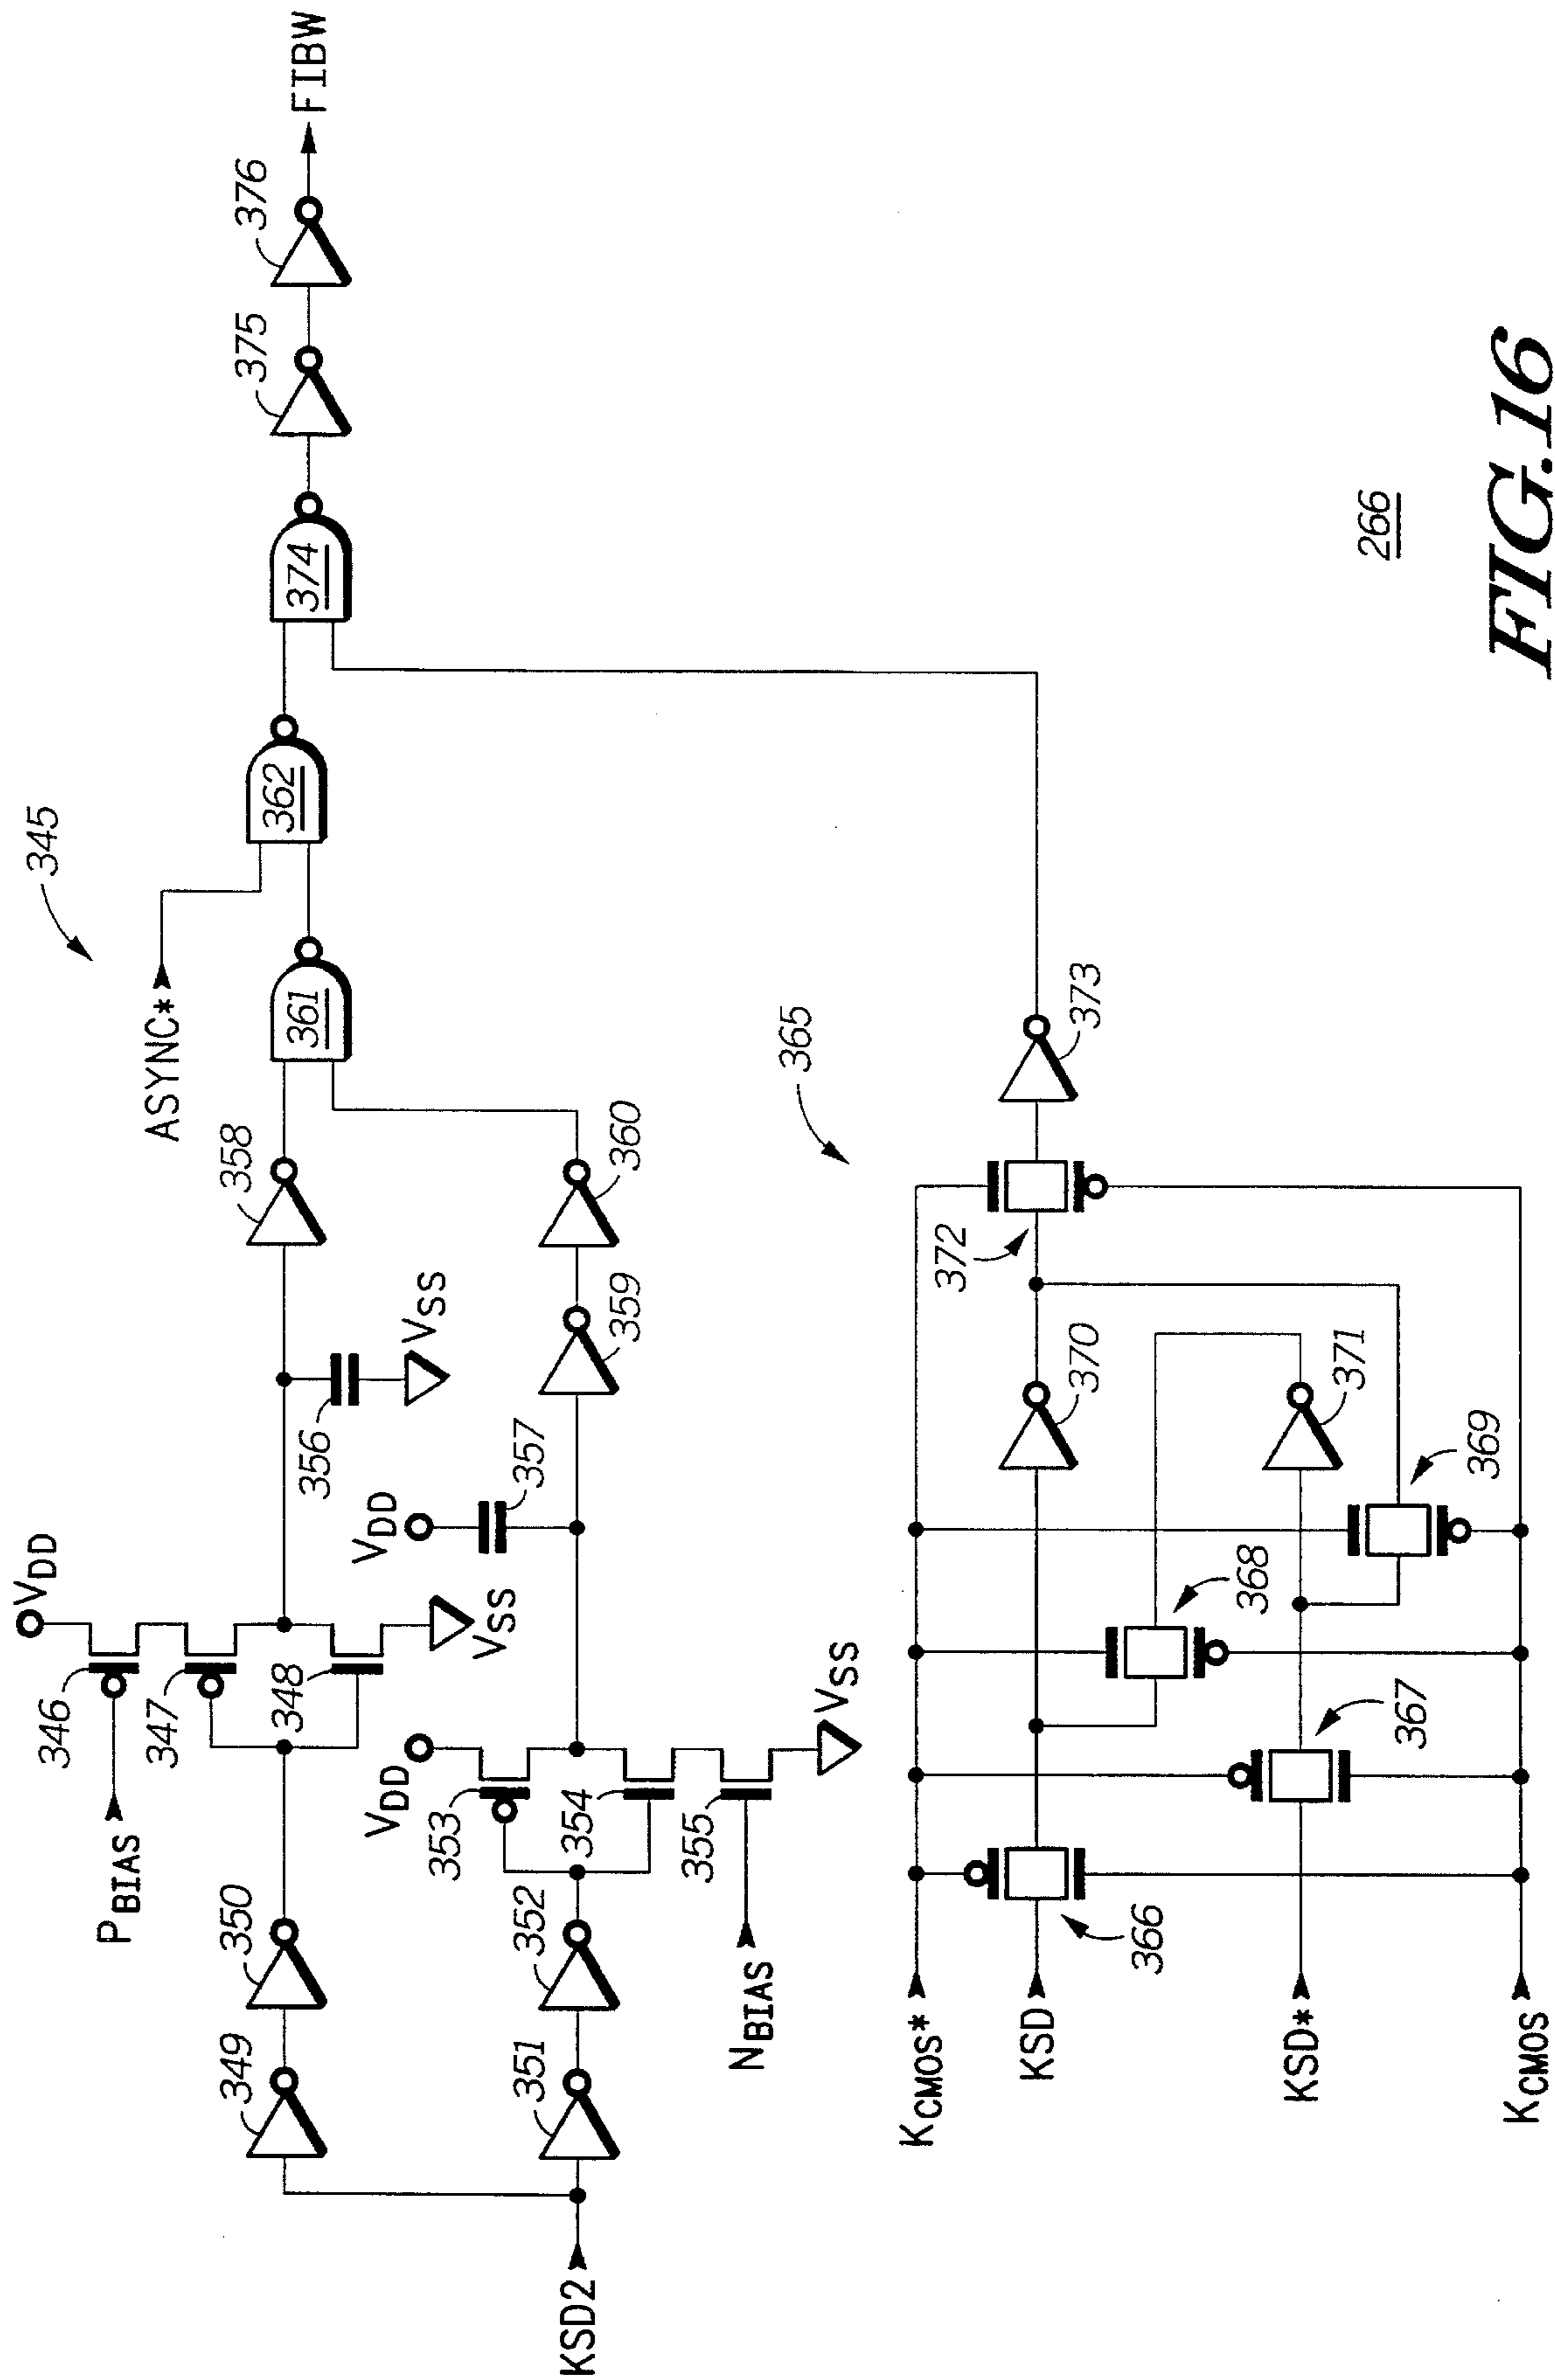 345
ASYNC*
FIBW
376
375
374
362
361
358
360
359
VDD
346
347
348
PBIAS
350
349
356
VSS
VSS
VDD
357
VDD
353
354
355
VSS
352
351
NBIAS
KSD2
365
373
372
370
371
369
368
367
366
KCMOS*
KSD
KSD*
KCMOS
266
FIG.16